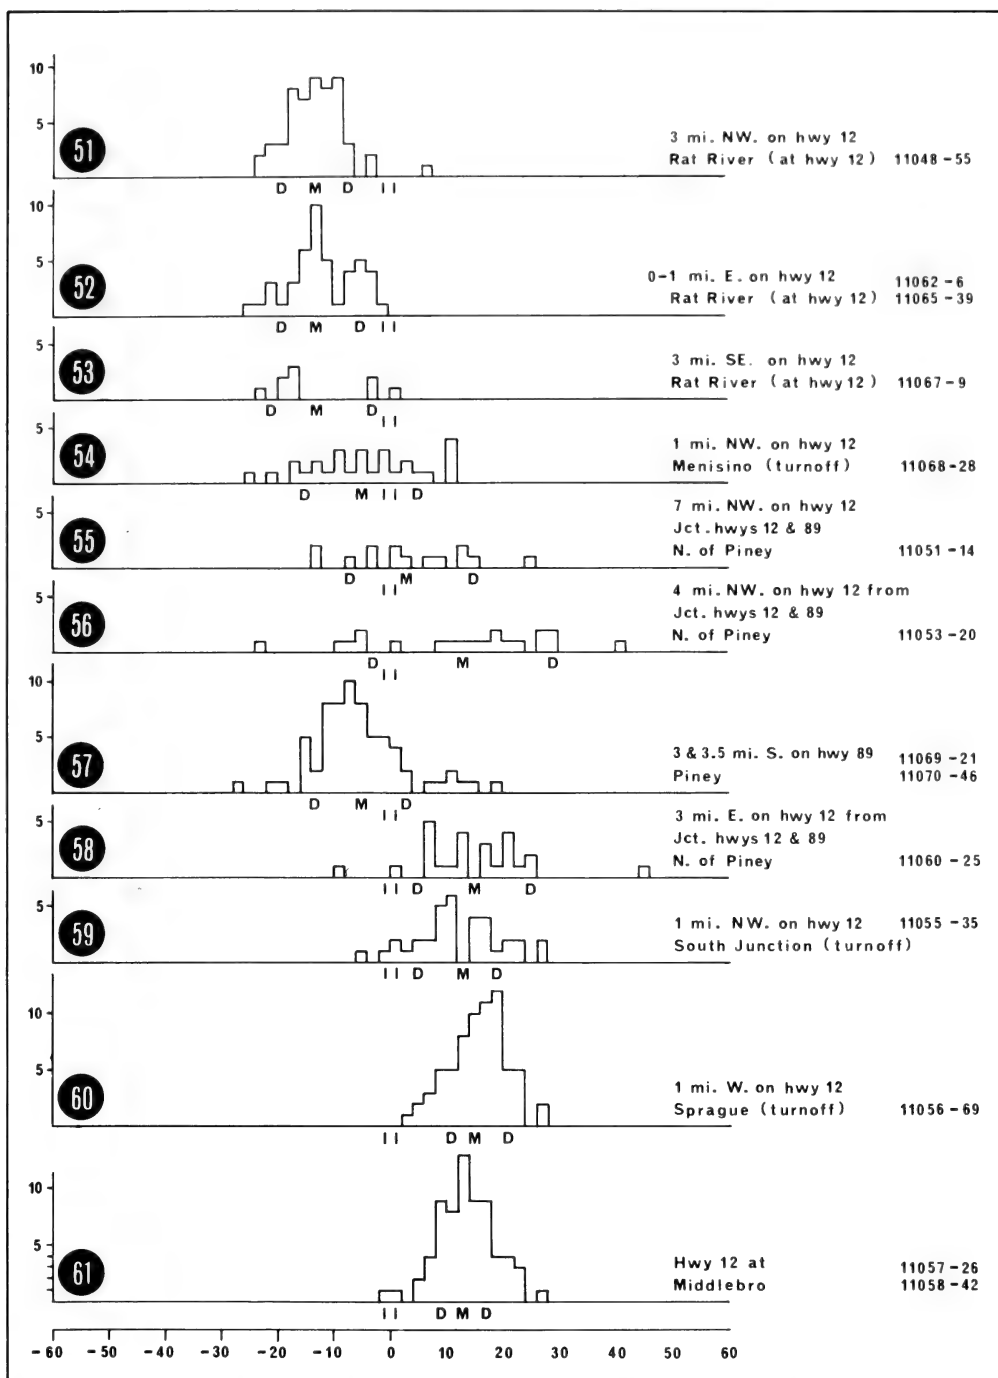 10
5
51
3 mi. NW. on hwy 12
Rat River (at hwy 12) 11048-55
D M D I I
10
5
52
0-1 mi. E. on hwy 12 11062-6
Rat River (at hwy 12) 11065-39
D M D I I
5
53
3 mi. SE. on hwy 12
Rat River (at hwy 12) 11067-9
D M D
I I
5
54
1 mi. NW. on hwy 12
Menisino (turnoff) 11068-28
D M I I D
5
55
7 mi. NW. on hwy 12
Jct. hwys 12 & 89
N. of Piney 11051-14
D M D
I I
5
56
4 mi. NW. on hwy 12 from
Jct. hwys 12 & 89
N. of Piney 11053-20
D M D
I I
10
5
57
3 & 3.5 mi. S. on hwy 89 11069-21
Piney 11070-46
D M D
I I
5
58
3 mi. E. on hwy 12 from
Jct. hwys 12 & 89
N. of Piney 11060-25
I I D M D
5
59
1 mi. NW. on hwy 12 11055-35
South Junction (turnoff)
I I D M D
10
5
60
1 mi. W. on hwy 12
Sprague (turnoff) 11056-69
I I D M D
10
5
61
Hwy 12 at 11057-26
Middlebro 11058-42
I I D M D
-60 -50 -40 -30 -20 -10 0 10 20 30 40 50 60